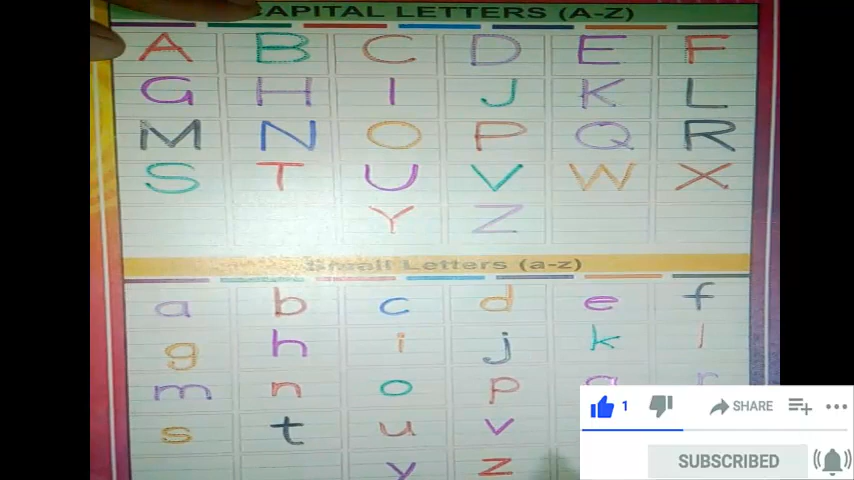 CAPITAL LETTERS (A-Z)
A B C D E F
G H I J K L
M N O P Q R
S T U V W X
Y Z
Small Letters (a-z)
a b c d e f
g h i j k l
m n o p q r
s t u v
y z
1 SHARE
SUBSCRIBED